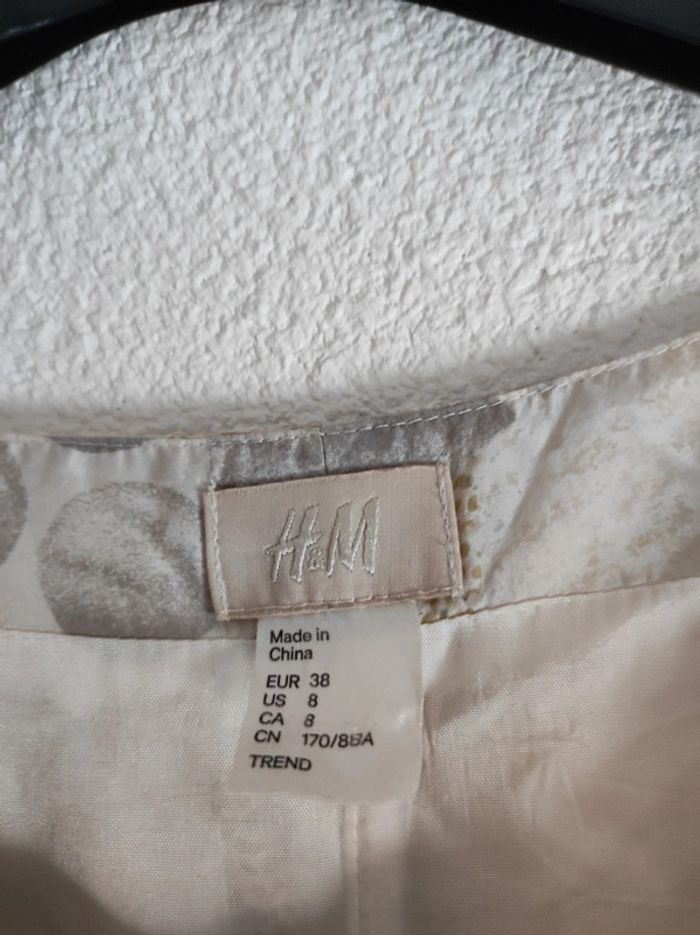 H&M
Made in
China
EUR 38
US 8
CA 8
CN 170/88A
TREND